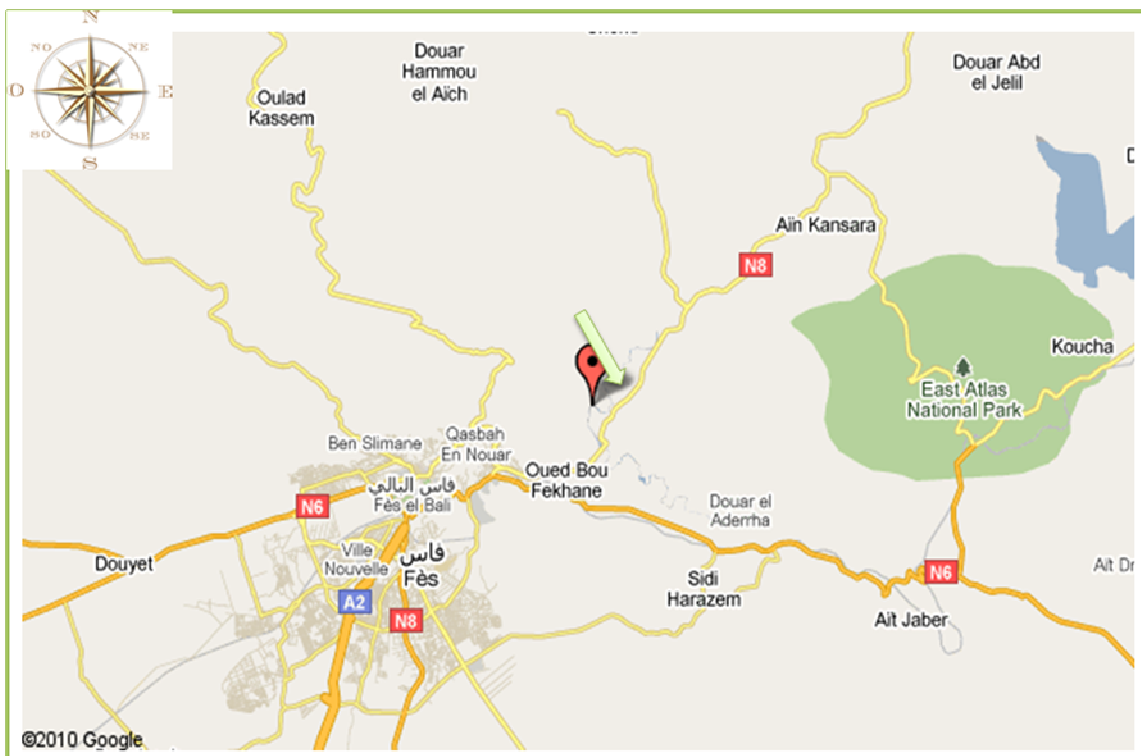 N
NO
NE
O
E
SO
SE
S
Douar
Hammou
el Aïch
Douar Abd
el Jelil
Oulad
Kassem
Aïn Kansara
N8
Koucha
East Atlas
National Park
Ben Slimane
Qasbah
En Nouar
Oued Bou
Fekhane
فاس البالي
Fès el Bali
N6
Douar el
Aderrha
Ville
Nouvelle
فاس
Fès
Douyet
Sidi
Harazem
N6
Aït Dr
A2
N8
Aït Jaber
©2010 Google